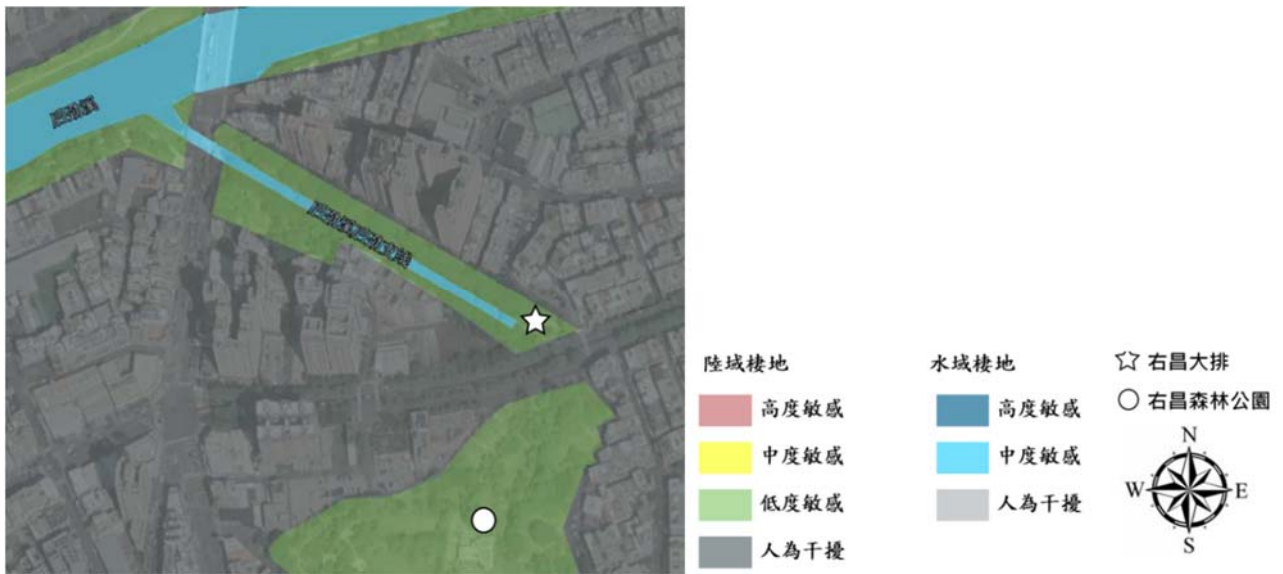 陸域棲地
高度敏感
中度敏感
低度敏感
人為干擾
水域棲地
高度敏感
中度敏感
人為干擾
右昌大排
右昌森林公園
N
W
E
S